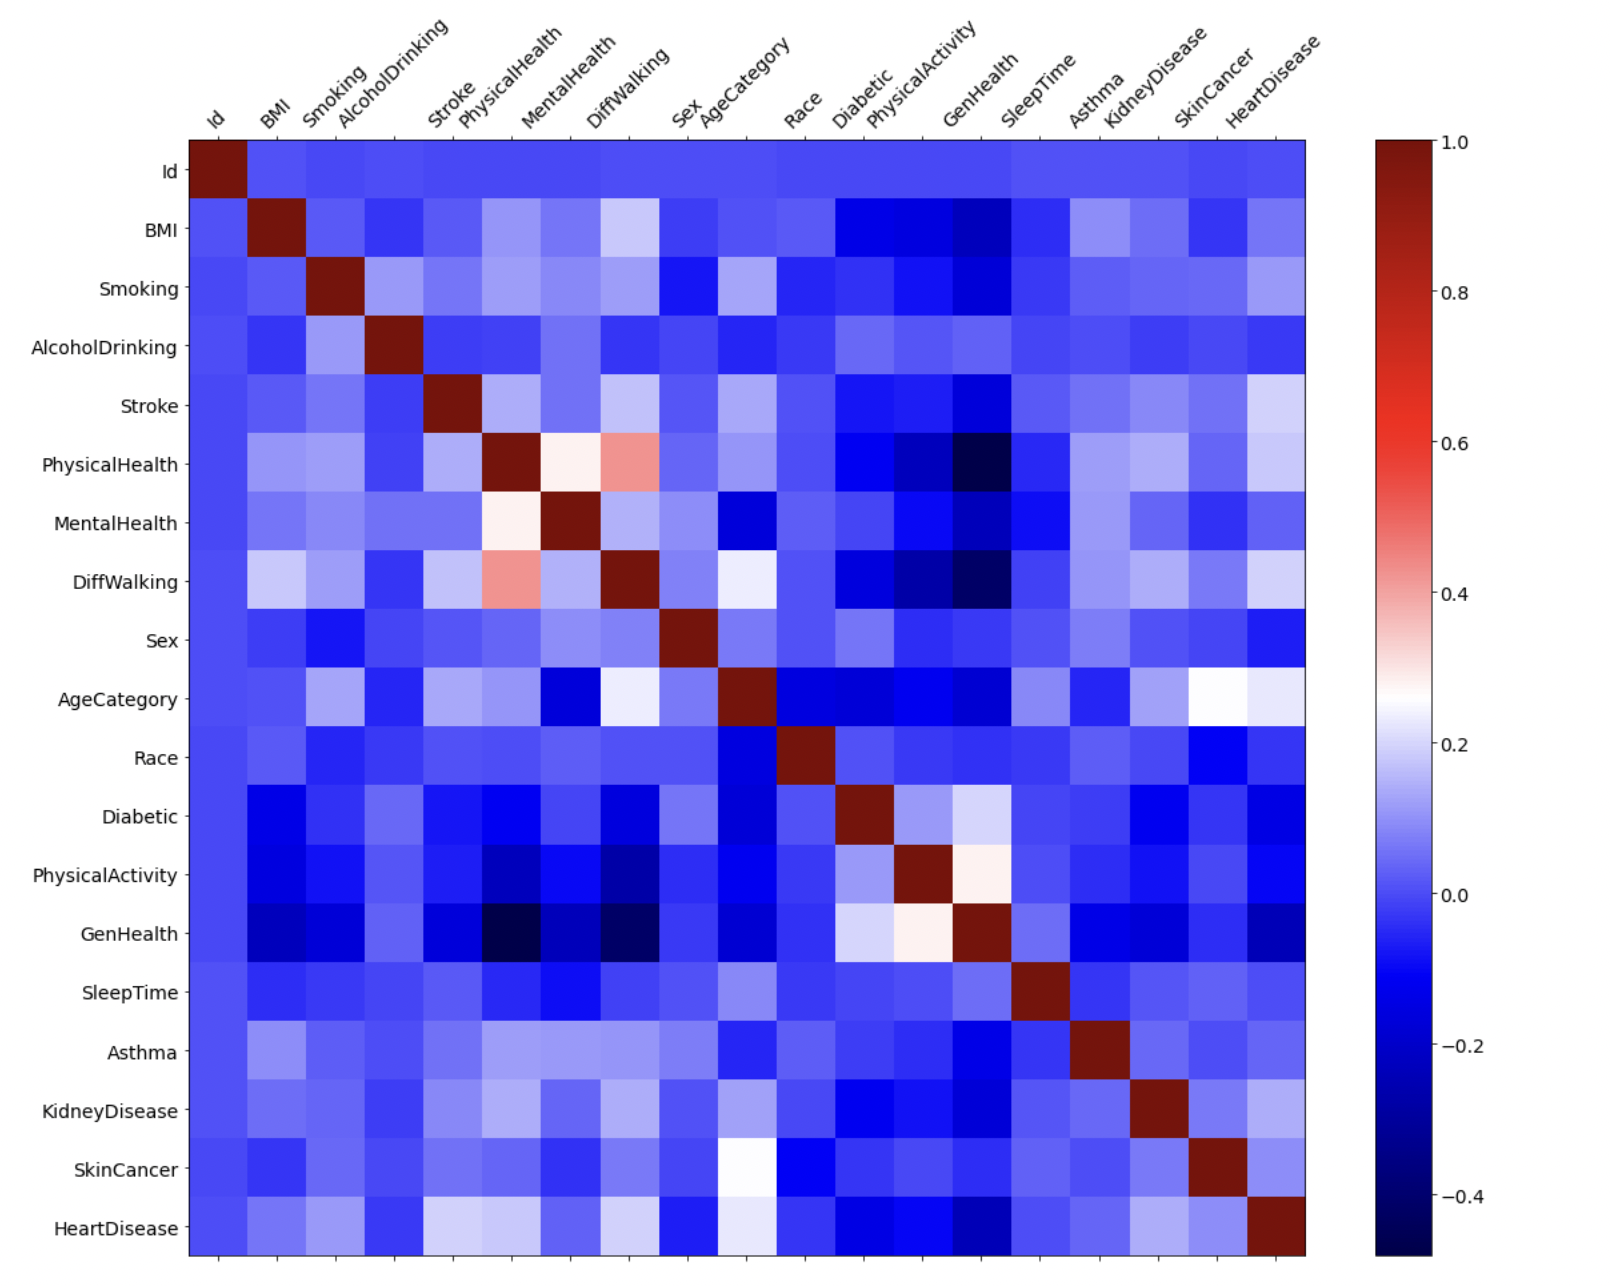 Id
BMI
Smoking
AlcoholDrinking
Stroke
PhysicalHealth
MentalHealth
DiffWalking
Sex
AgeCategory
Race
Diabetic
PhysicalActivity
GenHealth
SleepTime
Asthma
KidneyDisease
SkinCancer
HeartDisease
Id
BMI
Smoking
AlcoholDrinking
Stroke
PhysicalHealth
MentalHealth
DiffWalking
Sex
AgeCategory
Race
Diabetic
PhysicalActivity
GenHealth
SleepTime
Asthma
KidneyDisease
SkinCancer
HeartDisease
1.0
0.8
0.6
0.4
0.2
0.0
−0.2
−0.4